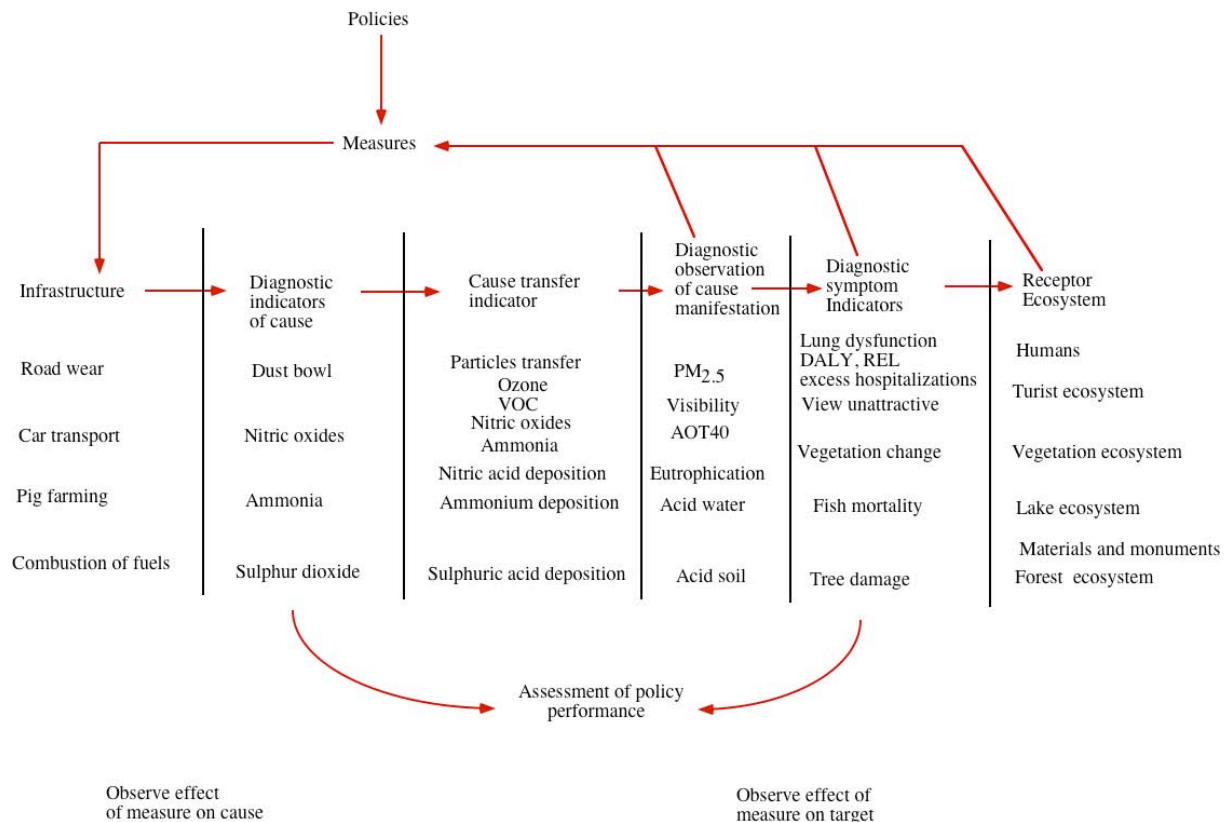 Policies
Measures
Infrastructure
Road wear
Car transport
Pig farming
Combustion of fuels
Diagnostic
indicators
of cause
Dust bowl
Nitric oxides
Ammonia
Sulphur dioxide
Cause transfer
indicator
Particles transfer
Ozone
VOC
Nitric oxides
Ammonia
Nitric acid deposition
Ammonium deposition
Sulphuric acid deposition
Diagnostic
observation
of cause
manifestation
PM2.5
Visibility
AOT40
Eutrophication
Acid water
Acid soil
Diagnostic
symptom
Indicators
Lung dysfunction
DALY, REL
excess hospitalizations
View unattractive
Vegetation change
Fish mortality
Tree damage
Receptor
Ecosystem
Humans
Turist ecosystem
Vegetation ecosystem
Lake ecosystem
Materials and monuments
Forest ecosystem
Assessment of policy
performance
Observe effect
of measure on cause
Observe effect of
measure on target